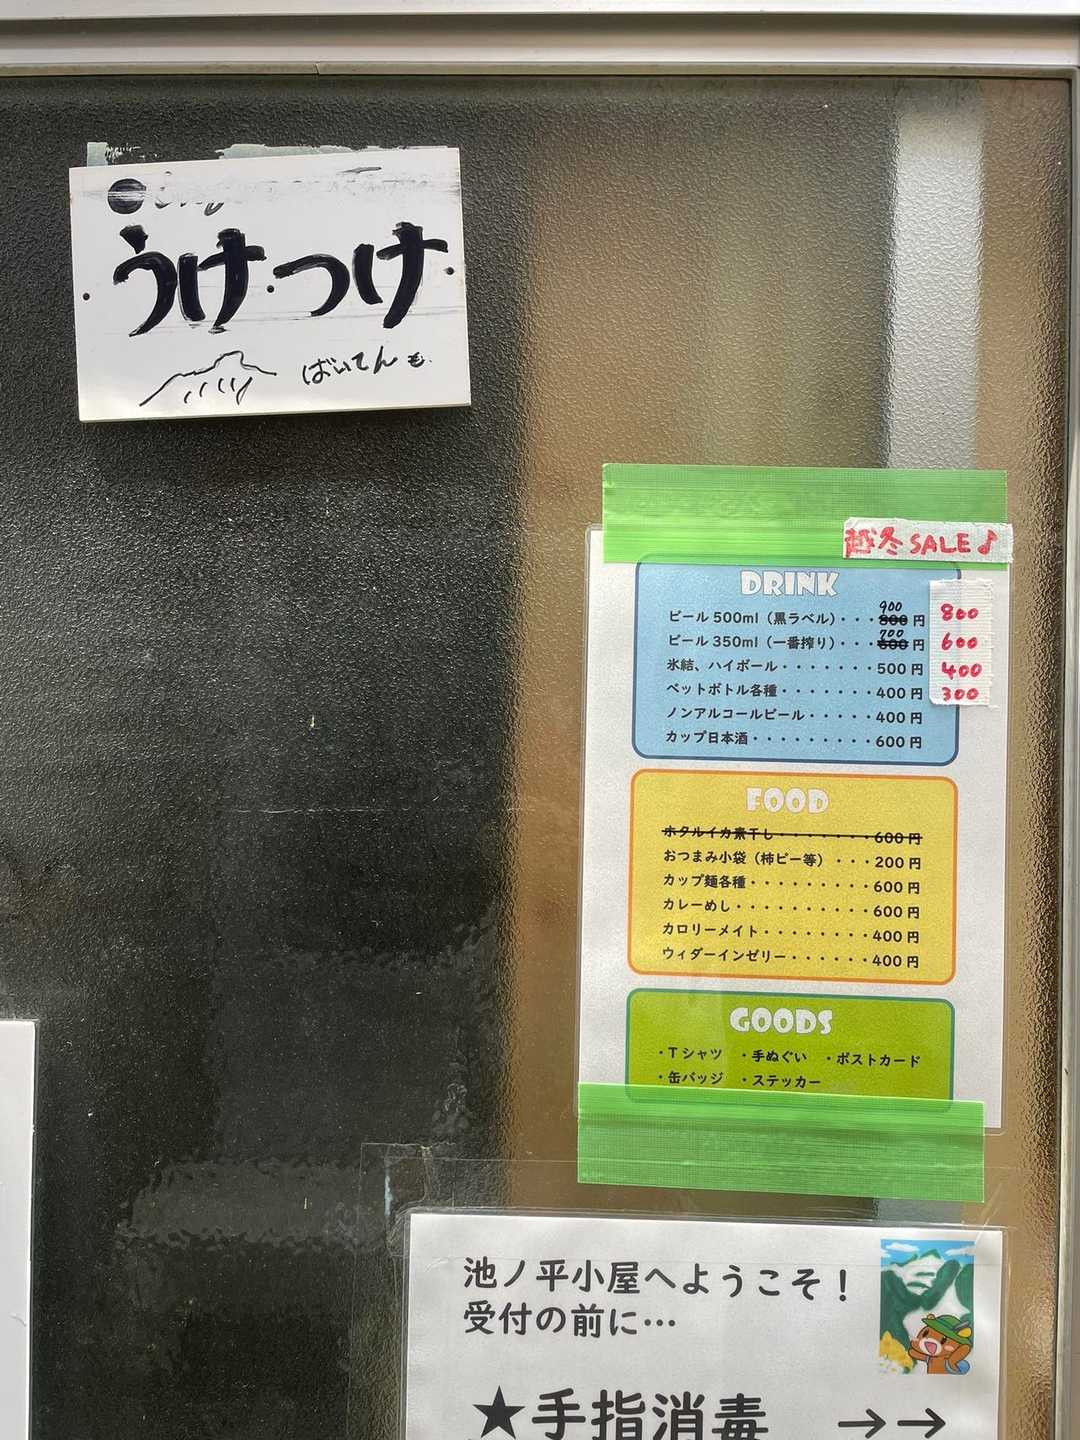 うけつけ
ばいてんも
越冬SALE♪
DRINK
ビール500ml（黒ラベル）・・・800円 900 800
ビール350ml（一番搾り）・・・600円 700 600
氷結、ハイボール・・・・・・・500円 400
ペットボトル各種・・・・・・・・400円 300
ノンアルコールビール・・・・・400円
カップ日本酒・・・・・・・・・600円
FOOD
ホタルイカ素干し・・・・・・・600円
おつまみ小袋（柿ピー等）・・・200円
カップ麺各種・・・・・・・・・600円
カレーめし・・・・・・・・・・600円
カロリーメイト・・・・・・・・400円
ウィダーインゼリー・・・・・・400円
GOODS
・Tシャツ ・手ぬぐい ・ポストカード
・缶バッジ ・ステッカー
池ノ平小屋へようこそ！
受付の前に…
★手指消毒 →→